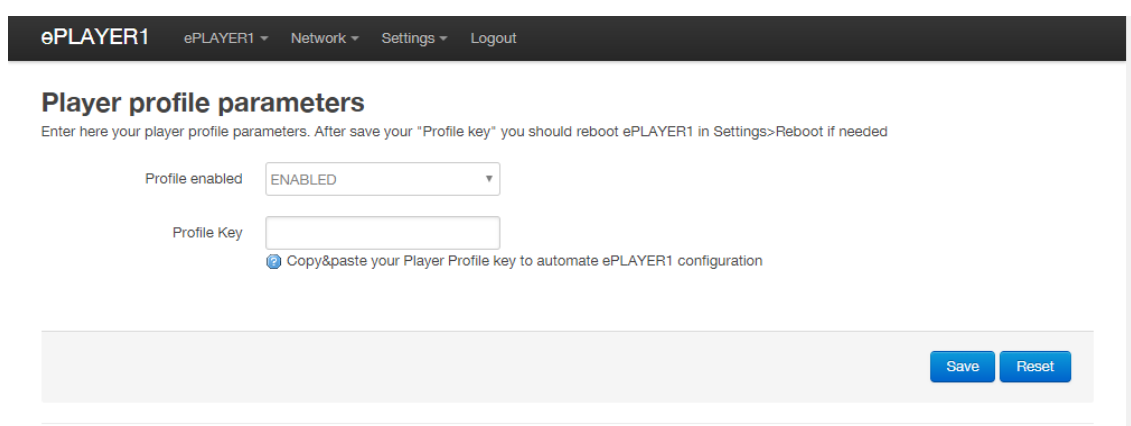 ePLAYER1 ePLAYER1 Network Settings Logout
Player profile parameters
Enter here your player profile parameters. After save your "Profile key" you should reboot ePLAYER1 in Settings>Reboot if needed
Profile enabled ENABLED
Profile Key
? Copy&paste your Player Profile key to automate ePLAYER1 configuration
Save Reset